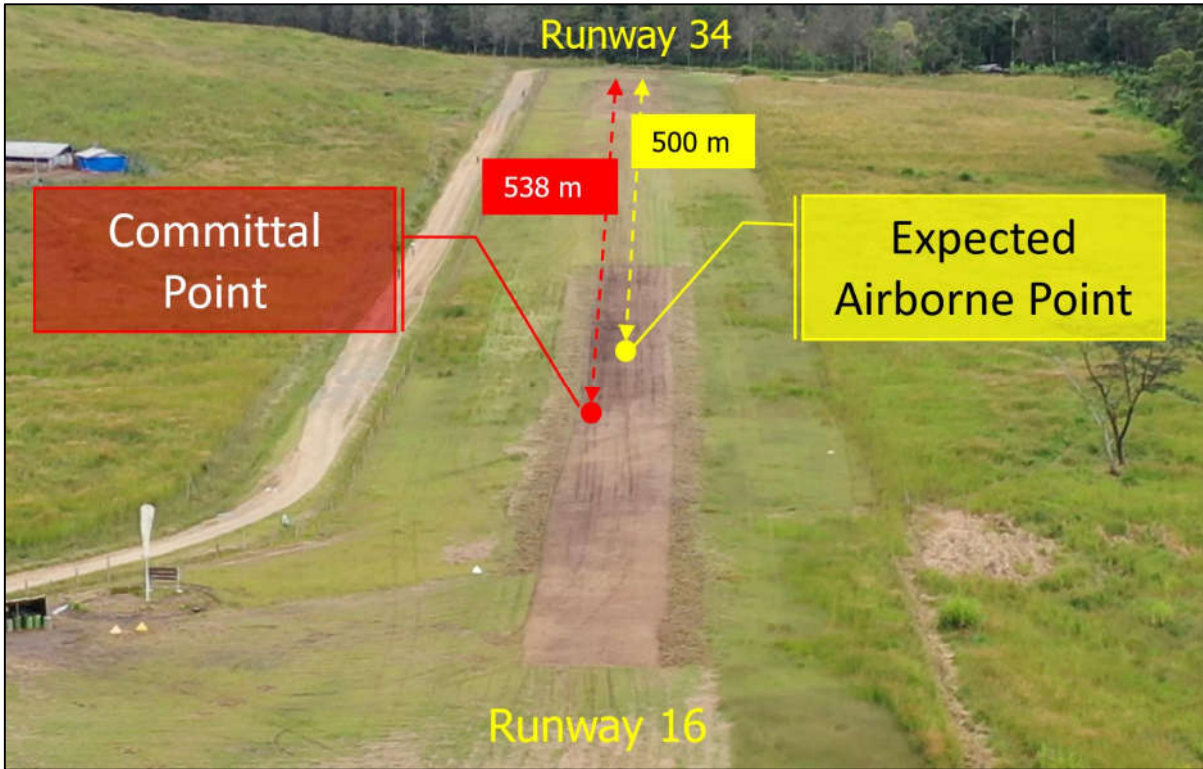 Runway 34
500 m
538 m
Committal
Point
Expected
Airborne Point
Runway 16